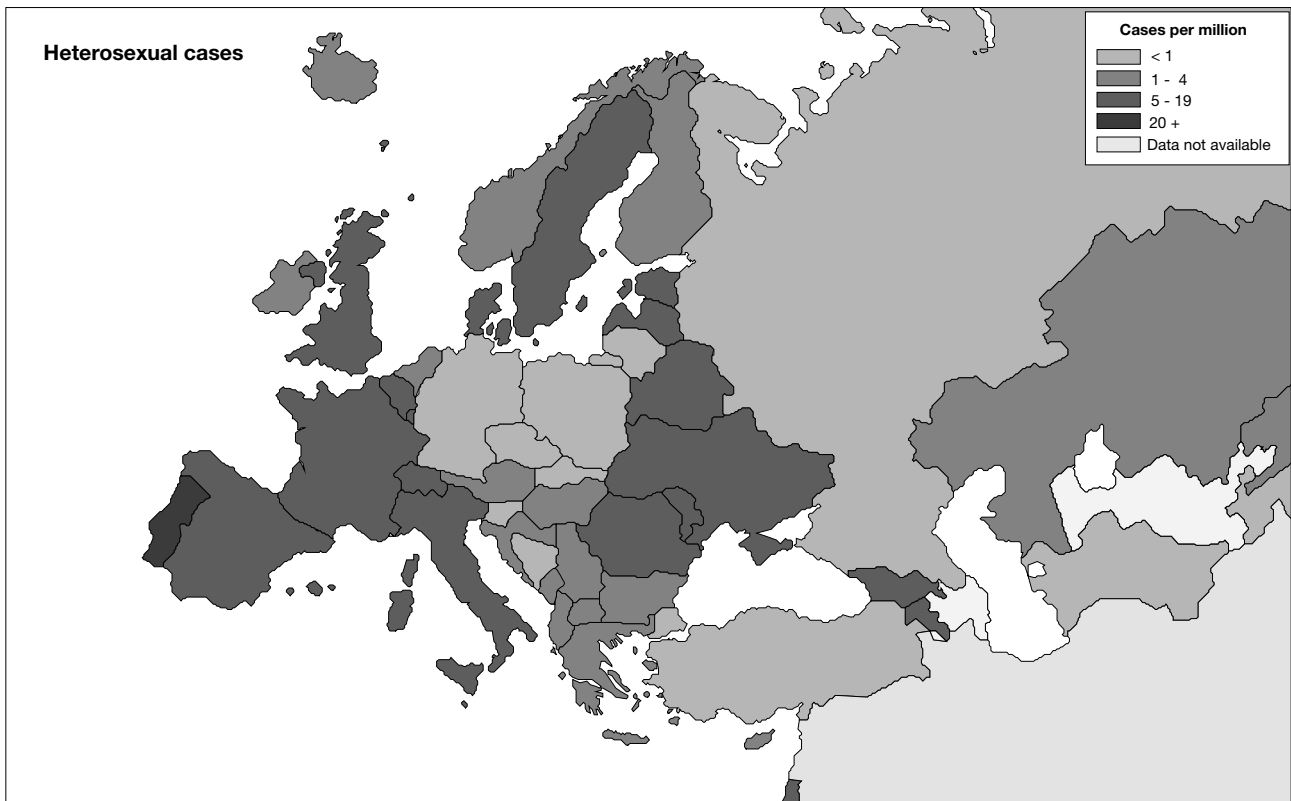 Heterosexual cases
Cases per million
< 1
1 - 4
5 - 19
20 +
Data not available